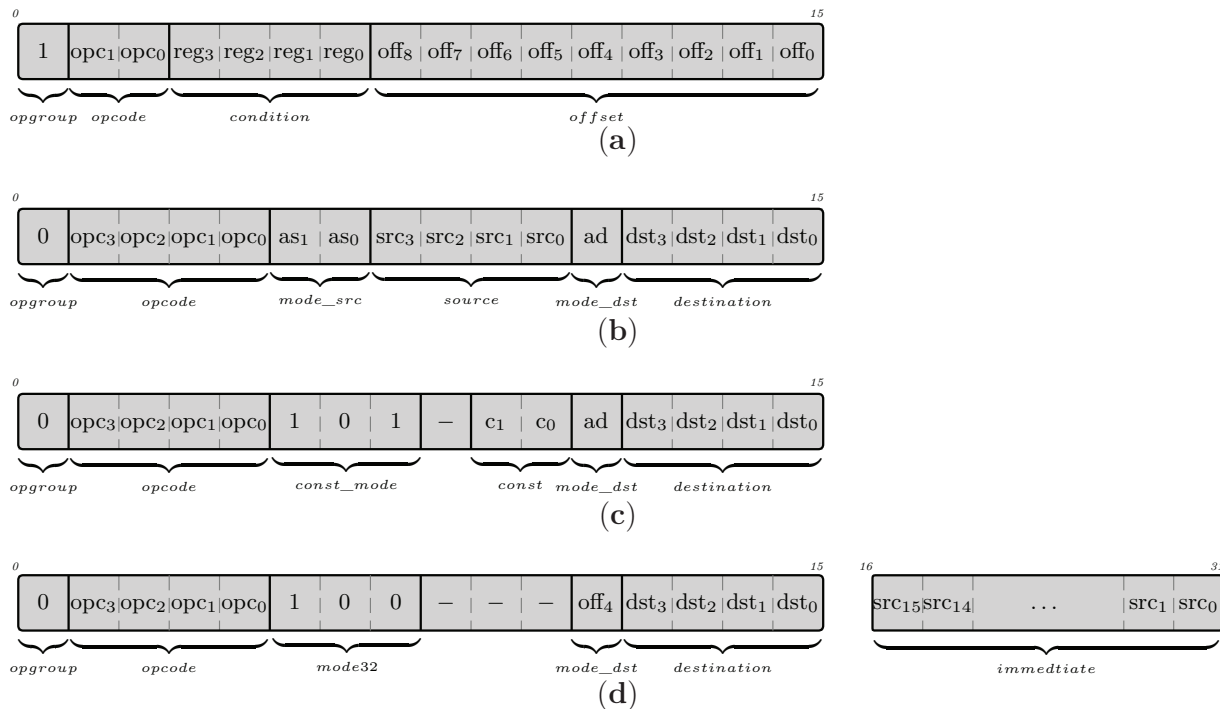 0 15
1 opc1 opc0 reg3 reg2 reg1 reg0 off8 off7 off6 off5 off4 off3 off2 off1 off0
opgroup opcode condition offset
(a)
0 15
0 opc3 opc2 opc1 opc0 as1 as0 src3 src2 src1 src0 ad dst3 dst2 dst1 dst0
opgroup opcode mode_src source mode_dst destination
(b)
0 15
0 opc3 opc2 opc1 opc0 1 0 1 − c1 c0 ad dst3 dst2 dst1 dst0
opgroup opcode const_mode const mode_dst destination
(c)
0 15 16 31
0 opc3 opc2 opc1 opc0 1 0 0 − − − off4 dst3 dst2 dst1 dst0 src15 src14 ... src1 src0
opgroup opcode mode32 mode_dst destination immedtiate
(d)